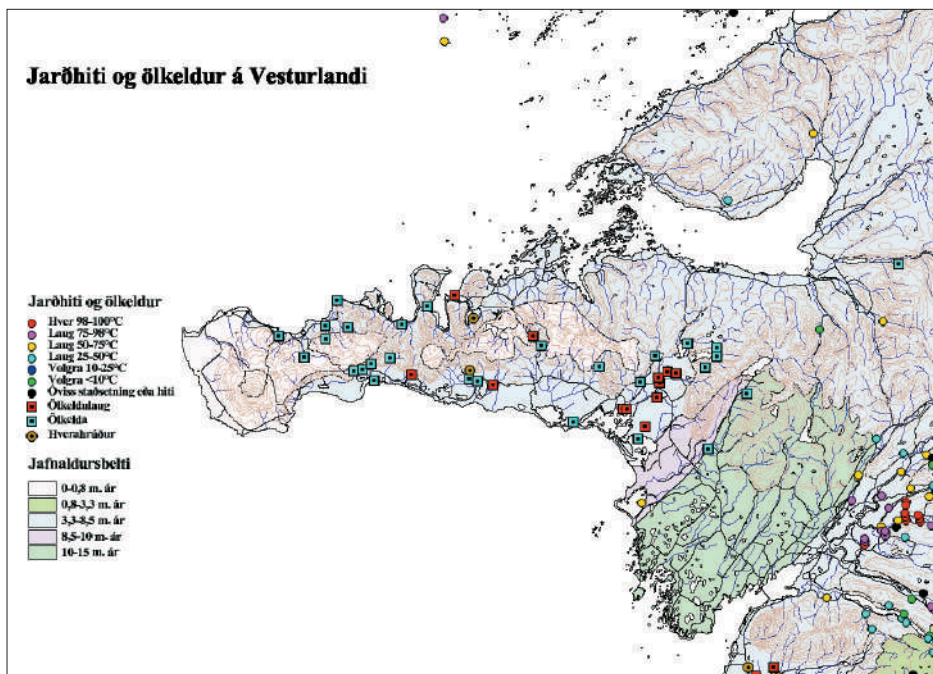 Jarðhiti og ölkeldur á Vesturlandi
Jarðhiti og ölkeldur
Hver 98-100°C
Laug 75-98°C
Laug 50-75°C
Laug 25-50°C
Volgra 10-25°C
Volgra <10°C
Óviss staðsetning eða hiti
Ölkeldulaug
Ölkelda
Hverahrúður
Jafnaldursbelti
0-0,8 m. ár
0,8-3,3 m. ár
3,3-8,5 m. ár
8,5-10 m- ár
10-15 m. ár